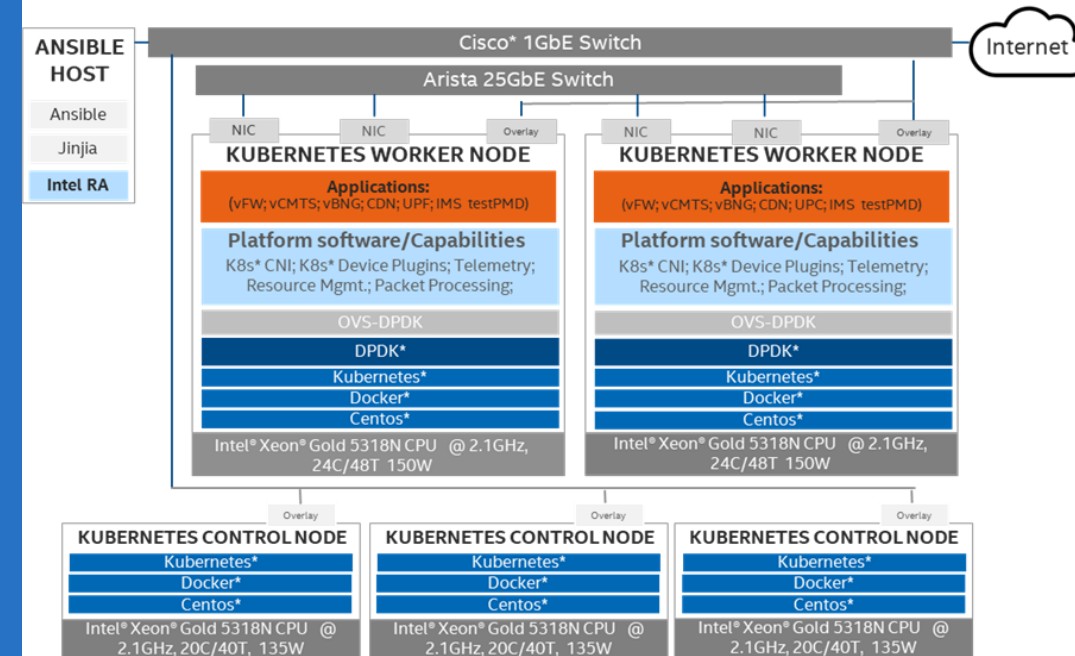 ANSIBLE
HOST
Ansible
Jinjia
Intel RA
Cisco* 1GbE Switch
Internet
Arista 25GbE Switch
NIC
NIC
Overlay
KUBERNETES WORKER NODE
Applications:
(vFW; vCMTS; vBNG; CDN; UPF; IMS testPMD)
Platform software/Capabilities
K8s* CNI; K8s* Device Plugins; Telemetry;
Resource Mgmt.; Packet Processing;
OVS-DPDK
DPDK*
Kubernetes*
Docker*
Centos*
Intel® Xeon® Gold 5318N CPU @ 2.1GHz,
24C/48T 150W
NIC
NIC
Overlay
KUBERNETES WORKER NODE
Applications:
(vFW; vCMTS; vBNG; CDN; UPC; IMS testPMD)
Platform software/Capabilities
K8s* CNI; K8s* Device Plugins; Telemetry;
Resource Mgmt.; Packet Processing;
OVS-DPDK
DPDK*
Kubernetes*
Docker*
Centos*
Intel® Xeon® Gold 5318N CPU @ 2.1GHz,
24C/48T 150W
Overlay
KUBERNETES CONTROL NODE
Kubernetes*
Docker*
Centos*
Intel® Xeon® Gold 5318N CPU @
2.1GHz, 20C/40T, 135W
Overlay
KUBERNETES CONTROL NODE
Kubernetes*
Docker*
Centos*
Intel® Xeon® Gold 5318N CPU @
2.1GHz, 20C/40T, 135W
Overlay
KUBERNETES CONTROL NODE
Kubernetes*
Docker*
Centos*
Intel® Xeon® Gold 5318N CPU @
2.1GHz, 20C/40T, 135W